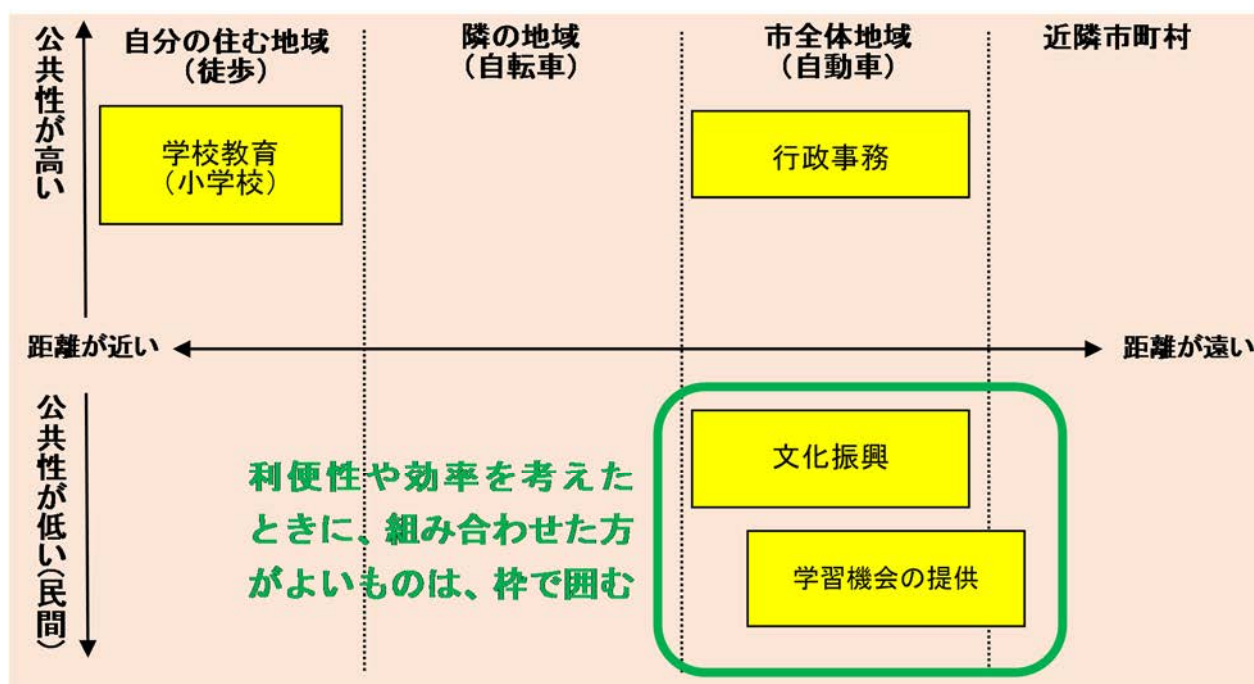 公共性が高い
自分の住む地域
(徒歩)
隣の地域
(自転車)
市全体地域
(自動車)
近隣市町村
学校教育
(小学校)
行政事務
距離が近い
距離が遠い
公共性が低い(民間)
利便性や効率を考えた
ときに、組み合わせた方
がよいものは、枠で囲む
文化振興
学習機会の提供